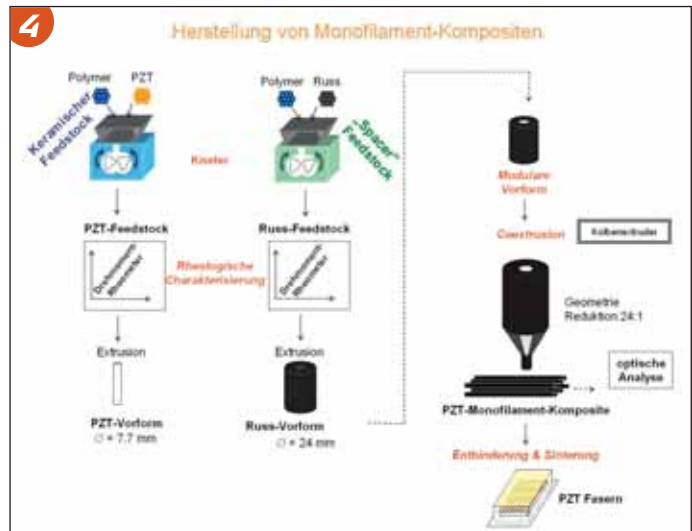 4
Herstellung von Monofilament-Kompositen
Polymer
PZT
Keramischer
Feedstock
Polymer
Russ
„Spacer"
Feedstock
Kneter
PZT-Feedstock
Russ-Feedstock
Drehmoment-
Rheometer
Rheologische
Charakterisierung
Drehmoment-
Rheometer
Extrusion
Extrusion
PZT-Vorform
∅ = 7.7 mm
Russ-Vorform
∅ = 24 mm
Modulare
Vorform
Coextrusion
Kolbenextruder
Geometrie
Reduktion 24:1
optische
Analyse
PZT-Monofilament-Komposite
Entbinderung & Sinterung
PZT Fasern